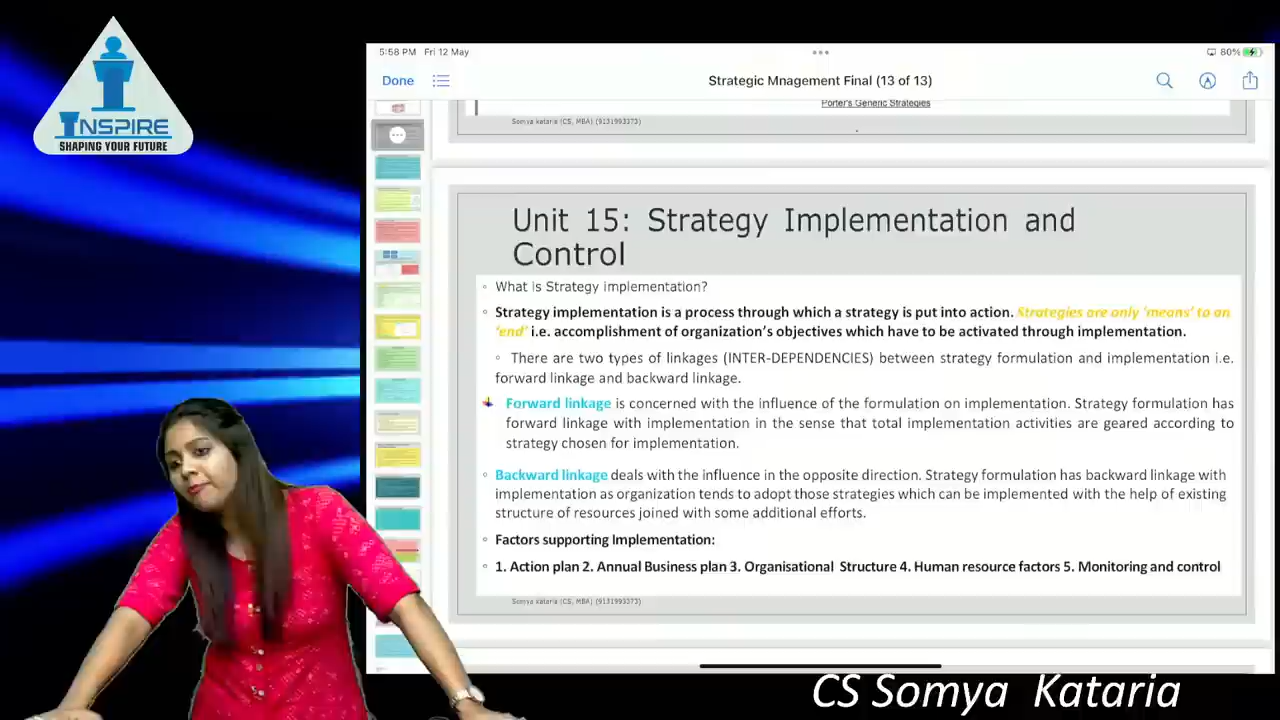 INSPIRE
SHAPING YOUR FUTURE
5:58 PM Fri 12 May
80%
Done
Strategic Mnagement Final (13 of 13)
Porter's Generic Strategies
Somya kataria (CS, MBA) (9131993373)
Unit 15: Strategy Implementation and
Control
What is Strategy implementation?
Strategy implementation is a process through which a strategy is put into action. Strategies are only ‘means’ to an
‘end’ i.e. accomplishment of organization’s objectives which have to be activated through implementation.
There are two types of linkages (INTER-DEPENDENCIES) between strategy formulation and implementation i.e.
forward linkage and backward linkage.
Forward linkage is concerned with the influence of the formulation on implementation. Strategy formulation has
forward linkage with implementation in the sense that total implementation activities are geared according to
strategy chosen for implementation.
Backward linkage deals with the influence in the opposite direction. Strategy formulation has backward linkage with
implementation as organization tends to adopt those strategies which can be implemented with the help of existing
structure of resources joined with some additional efforts.
Factors supporting Implementation:
1. Action plan 2. Annual Business plan 3. Organisational Structure 4. Human resource factors 5. Monitoring and control
Somya kataria (CS, MBA) (9131993373)
CS Somya Kataria